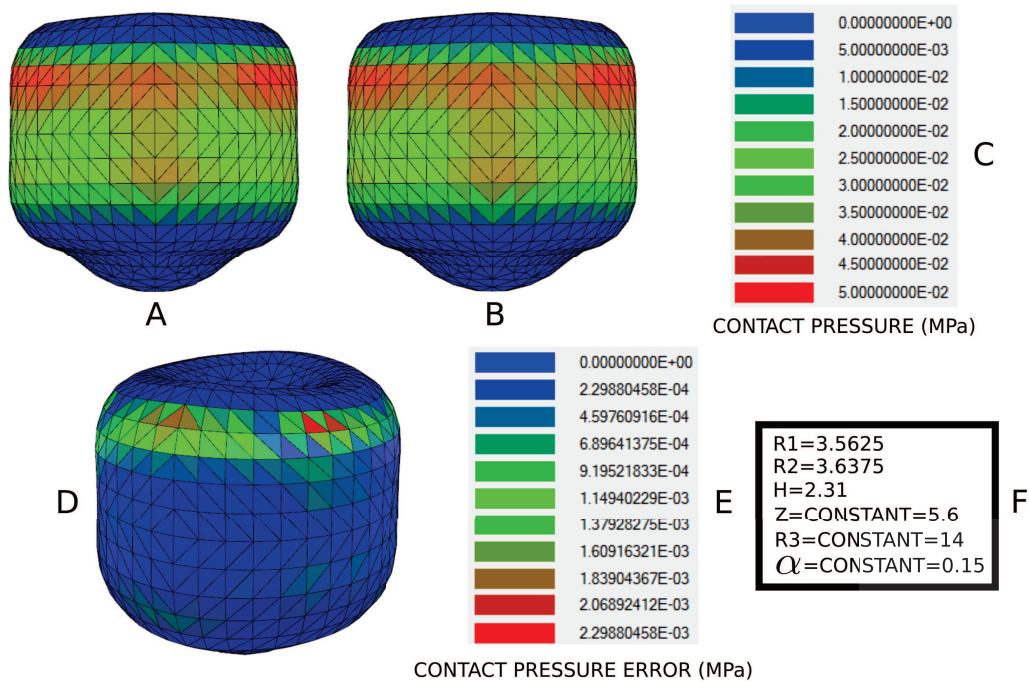 0.00000000E+00
5.00000000E-03
1.00000000E-02
1.50000000E-02
2.00000000E-02
2.50000000E-02
3.00000000E-02
3.50000000E-02
4.00000000E-02
4.50000000E-02
5.00000000E-02
C
CONTACT PRESSURE (MPa)
A
B
0.00000000E+00
2.29880458E-04
4.59760916E-04
6.89641375E-04
9.19521833E-04
1.14940229E-03
1.37928275E-03
1.60916321E-03
1.83904367E-03
2.06892412E-03
2.29880458E-03
D
E
CONTACT PRESSURE ERROR (MPa)
R1=3.5625
R2=3.6375
H=2.31
Z=CONSTANT=5.6
R3=CONSTANT=14
α=CONSTANT=0.15
F